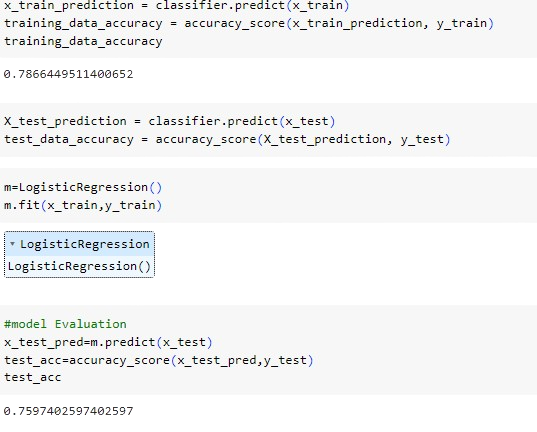 x_train_prediction = classifier.predict(x_train)
training_data_accuracy = accuracy_score(x_train_prediction, y_train)
training_data_accuracy
0.7866449511400652
X_test_prediction = classifier.predict(x_test)
test_data_accuracy = accuracy_score(X_test_prediction, y_test)
m=LogisticRegression()
m.fit(x_train,y_train)
LogisticRegression
LogisticRegression()
#model Evaluation
x_test_pred=m.predict(x_test)
test_acc=accuracy_score(x_test_pred,y_test)
test_acc
0.7597402597402597